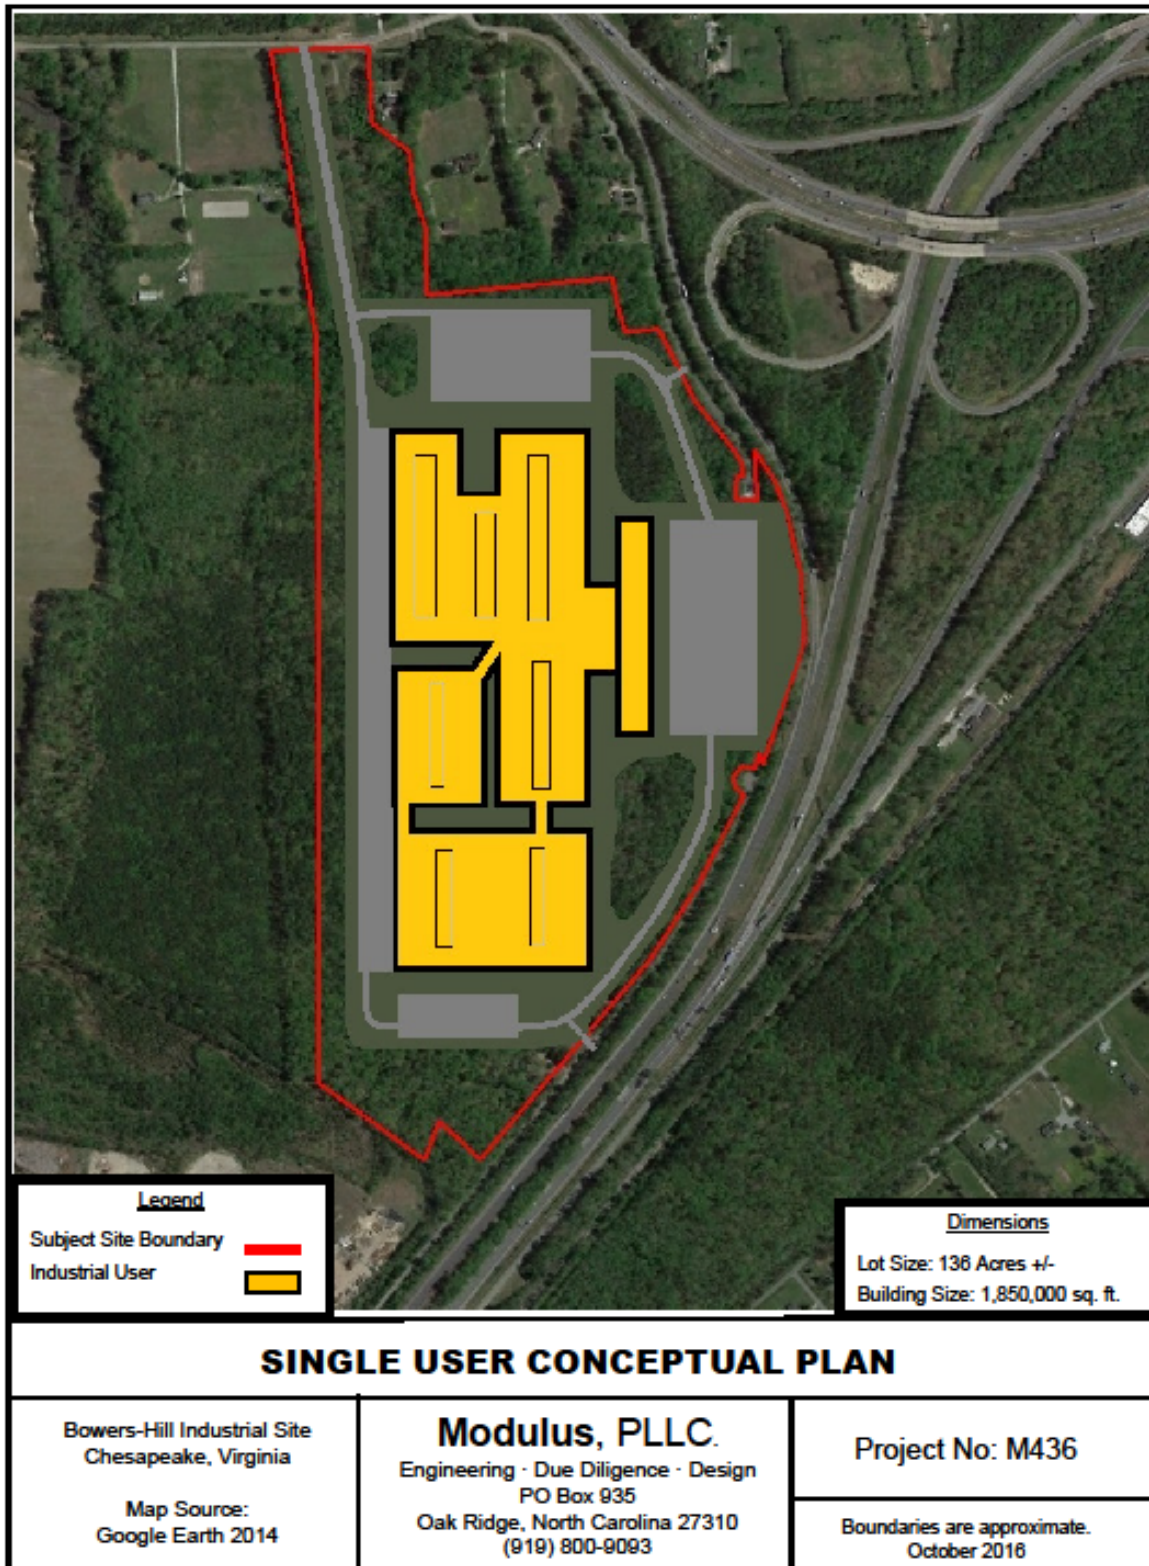 Legend
Subject Site Boundary
Industrial User
Dimensions
Lot Size: 136 Acres +/-
Building Size: 1,850,000 sq. ft.
SINGLE USER CONCEPTUAL PLAN
Bowers-Hill Industrial Site
Chesapeake, Virginia
Map Source:
Google Earth 2014
Modulus, PLLC.
Engineering · Due Diligence · Design
PO Box 935
Oak Ridge, North Carolina 27310
(919) 800-9093
Project No: M436
Boundaries are approximate.
October 2016